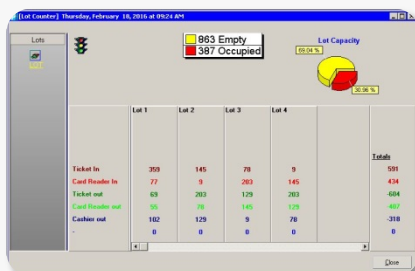 [Lot Counter] Thursday, February 18, 2016 at 09:24 AM
Lots
LOT
863 Empty
387 Occupied
Lot Capacity
69.04 %
30.96 %
Lot 1 Lot 2 Lot 3 Lot 4
Totals
Ticket In 359 145 78 9 591
Card Reader In 77 9 203 145 434
Ticket out 69 203 129 203 -604
Card Reader out 55 78 145 129 -407
Cashier out 102 129 9 78 -318
- 0 0 0 0 0
Close